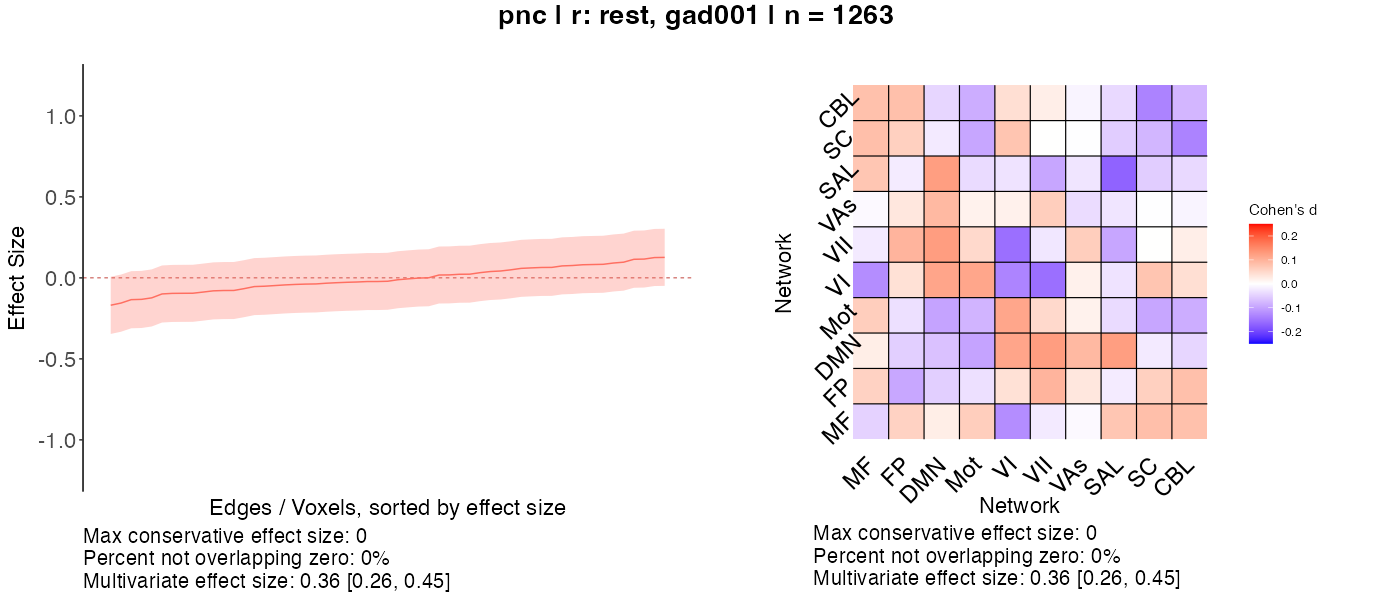 pnc | r: rest, gad001 | n = 1263
1.0
0.5
0.0
-0.5
-1.0
Effect Size
Edges / Voxels, sorted by effect size
Max conservative effect size: 0
Percent not overlapping zero: 0%
Multivariate effect size: 0.36 [0.26, 0.45]
Network
CBL
SC
SAL
VAs
VII
VI
Mot
DMN
FP
MF
MF
FP
DMN
Mot
VI
VII
VAs
SAL
SC
CBL
Network
Max conservative effect size: 0
Percent not overlapping zero: 0%
Multivariate effect size: 0.36 [0.26, 0.45]
Cohen's d
0.2
0.1
0.0
-0.1
-0.2